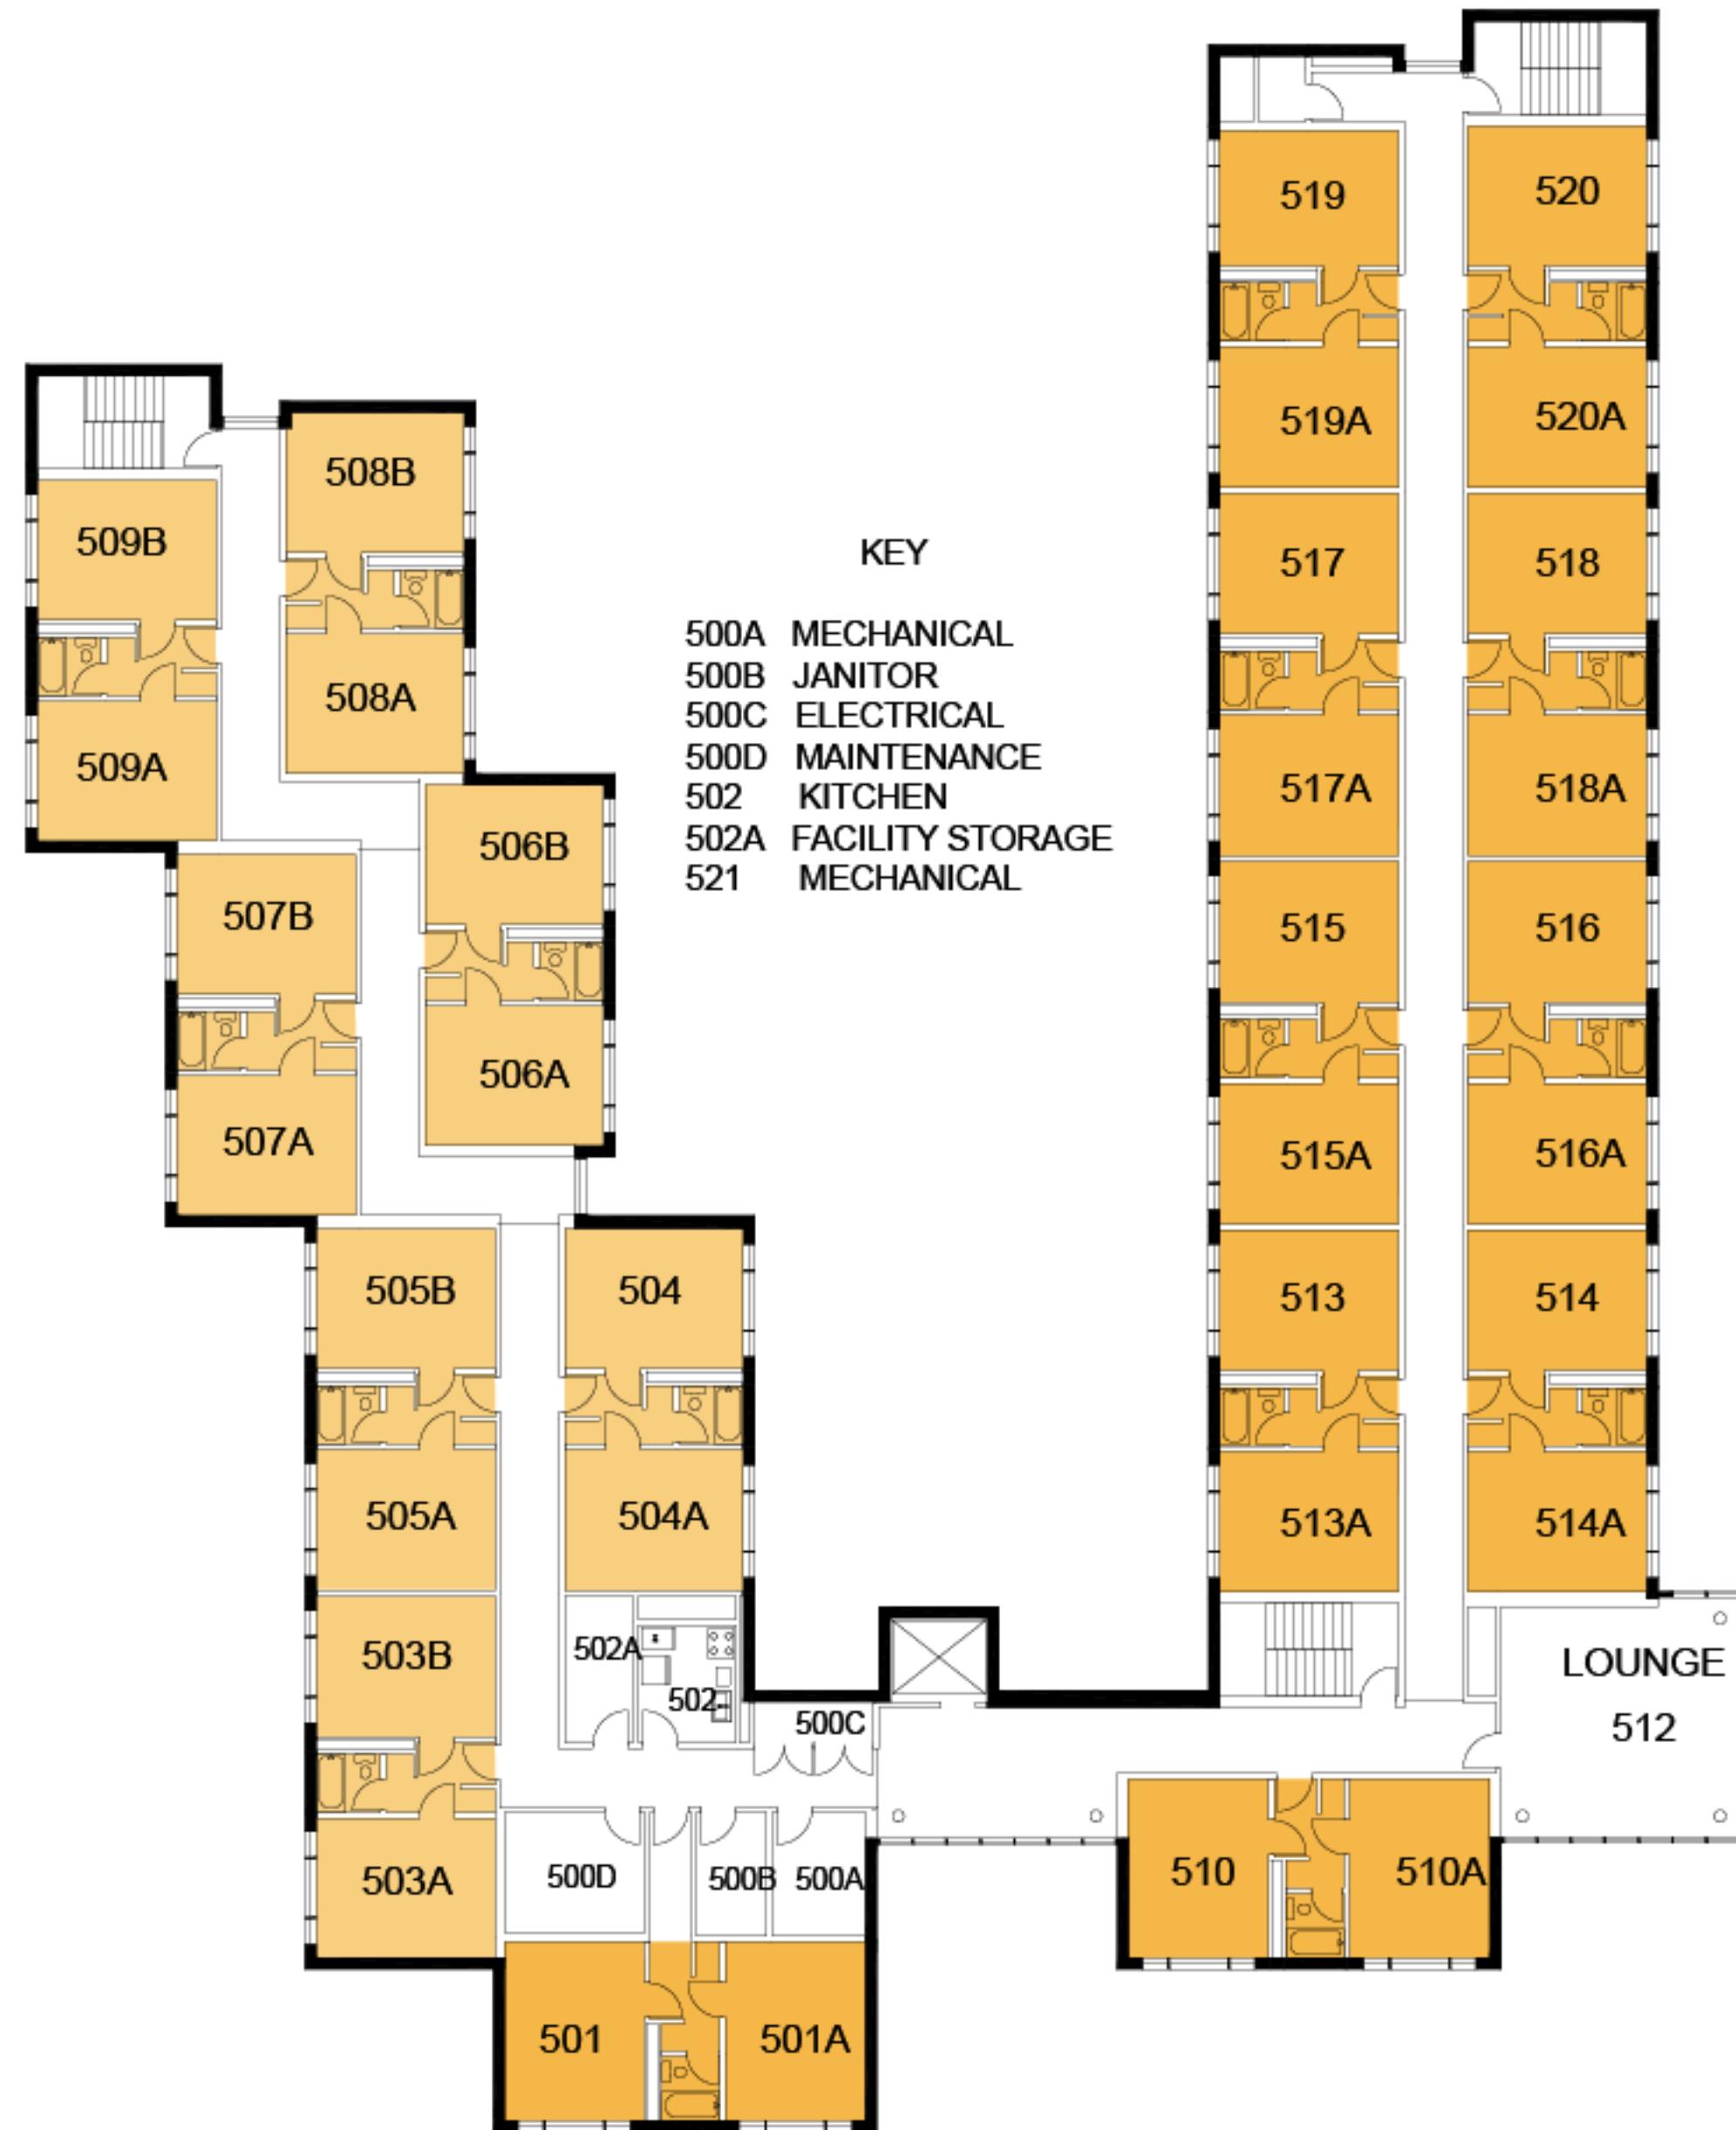 519
520
519A
520A
508B
509B
KEY
517
518
500A MECHANICAL
500B JANITOR
500C ELECTRICAL
500D MAINTENANCE
502 KITCHEN
502A FACILITY STORAGE
521 MECHANICAL
508A
509A
517A
518A
506B
507B
515
516
506A
507A
515A
516A
505B
504
513
514
505A
504A
513A
514A
502A
503B
502
500C
LOUNGE
512
503A
500D
500B
500A
510
510A
501
501A